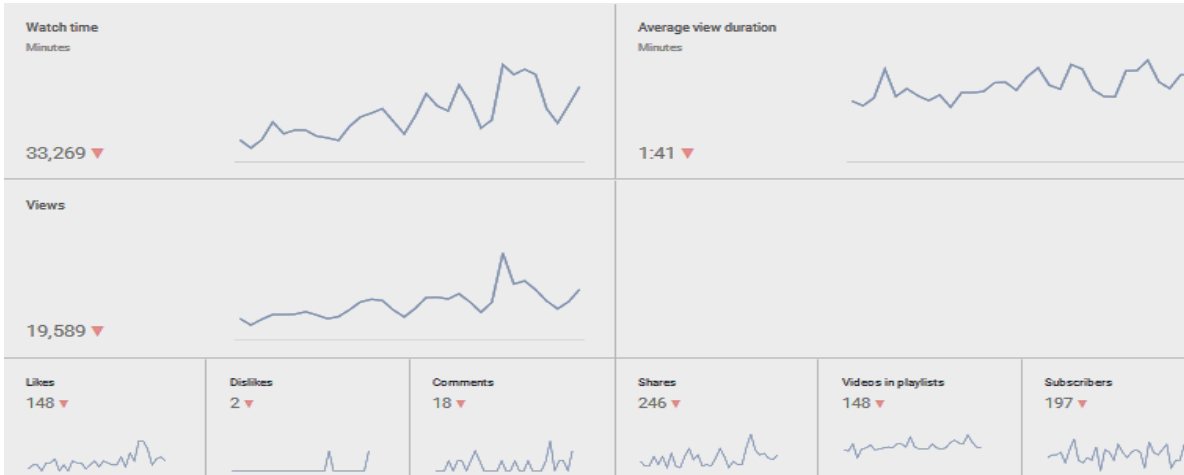 Watch time
Minutes
33,269
Average view duration
Minutes
1:41
Views
19,589
Likes
148
Dislikes
2
Comments
18
Shares
246
Videos in playlists
148
Subscribers
197